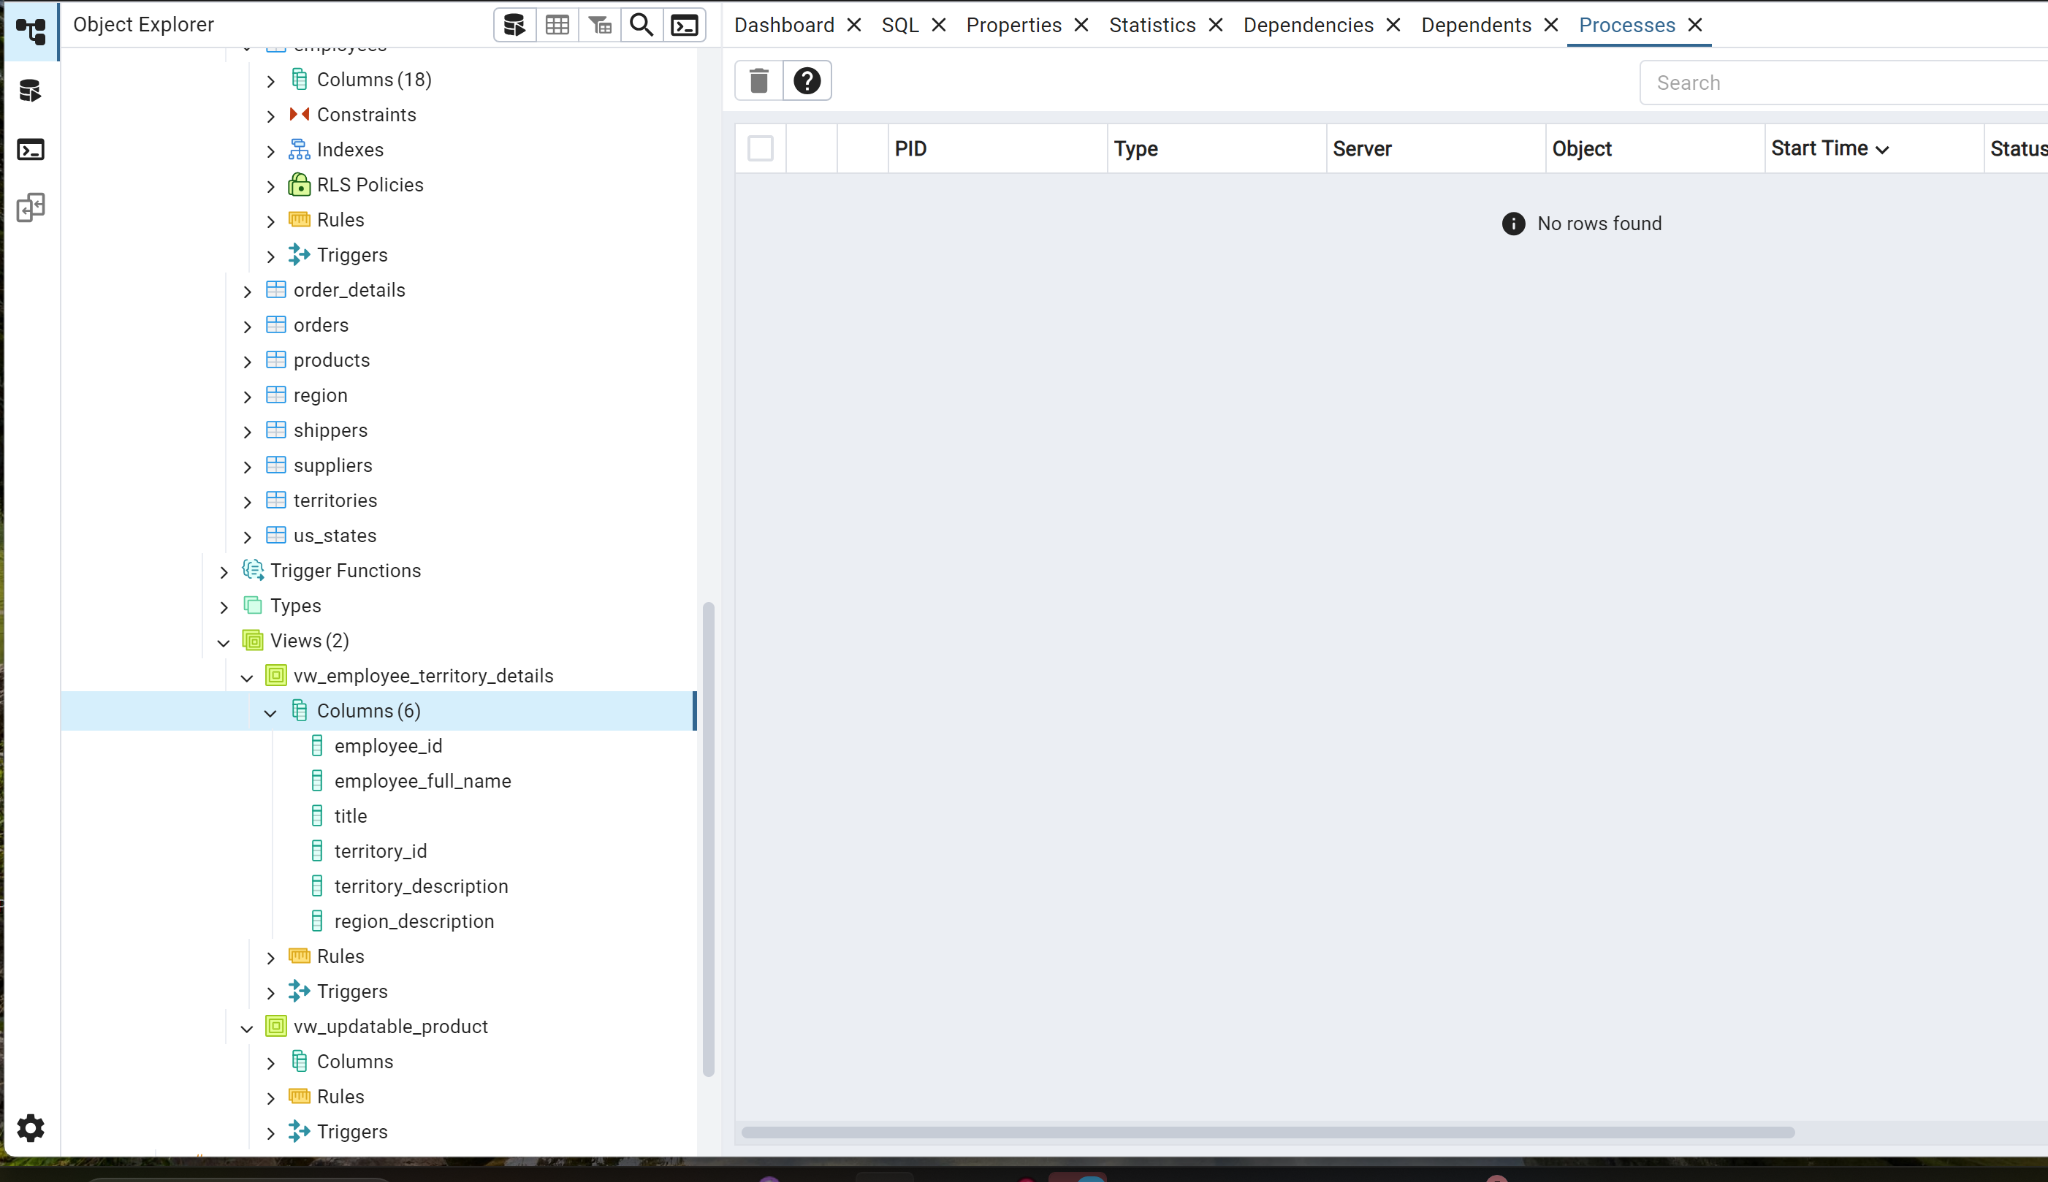 Object Explorer
employees
Columns (18)
Constraints
Indexes
RLS Policies
Rules
Triggers
order_details
orders
products
region
shippers
suppliers
territories
us_states
Trigger Functions
Types
Views (2)
vw_employee_territory_details
Columns (6)
employee_id
employee_full_name
title
territory_id
territory_description
region_description
Rules
Triggers
vw_updatable_product
Columns
Rules
Triggers
Dashboard SQL Properties Statistics Dependencies Dependents Processes
Search
PID Type Server Object Start Time Status
No rows found